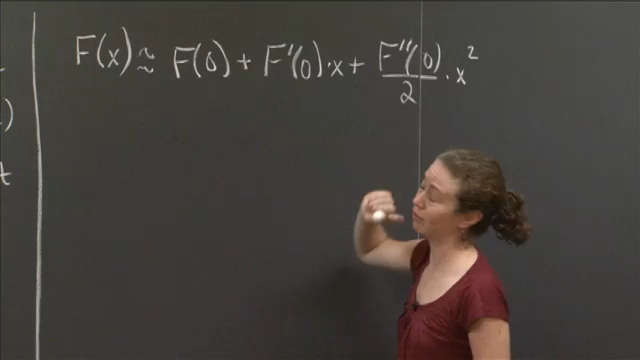 F(x) ≈ F(0) + F'(0)·x + F''(0)/2 · x²
)
t